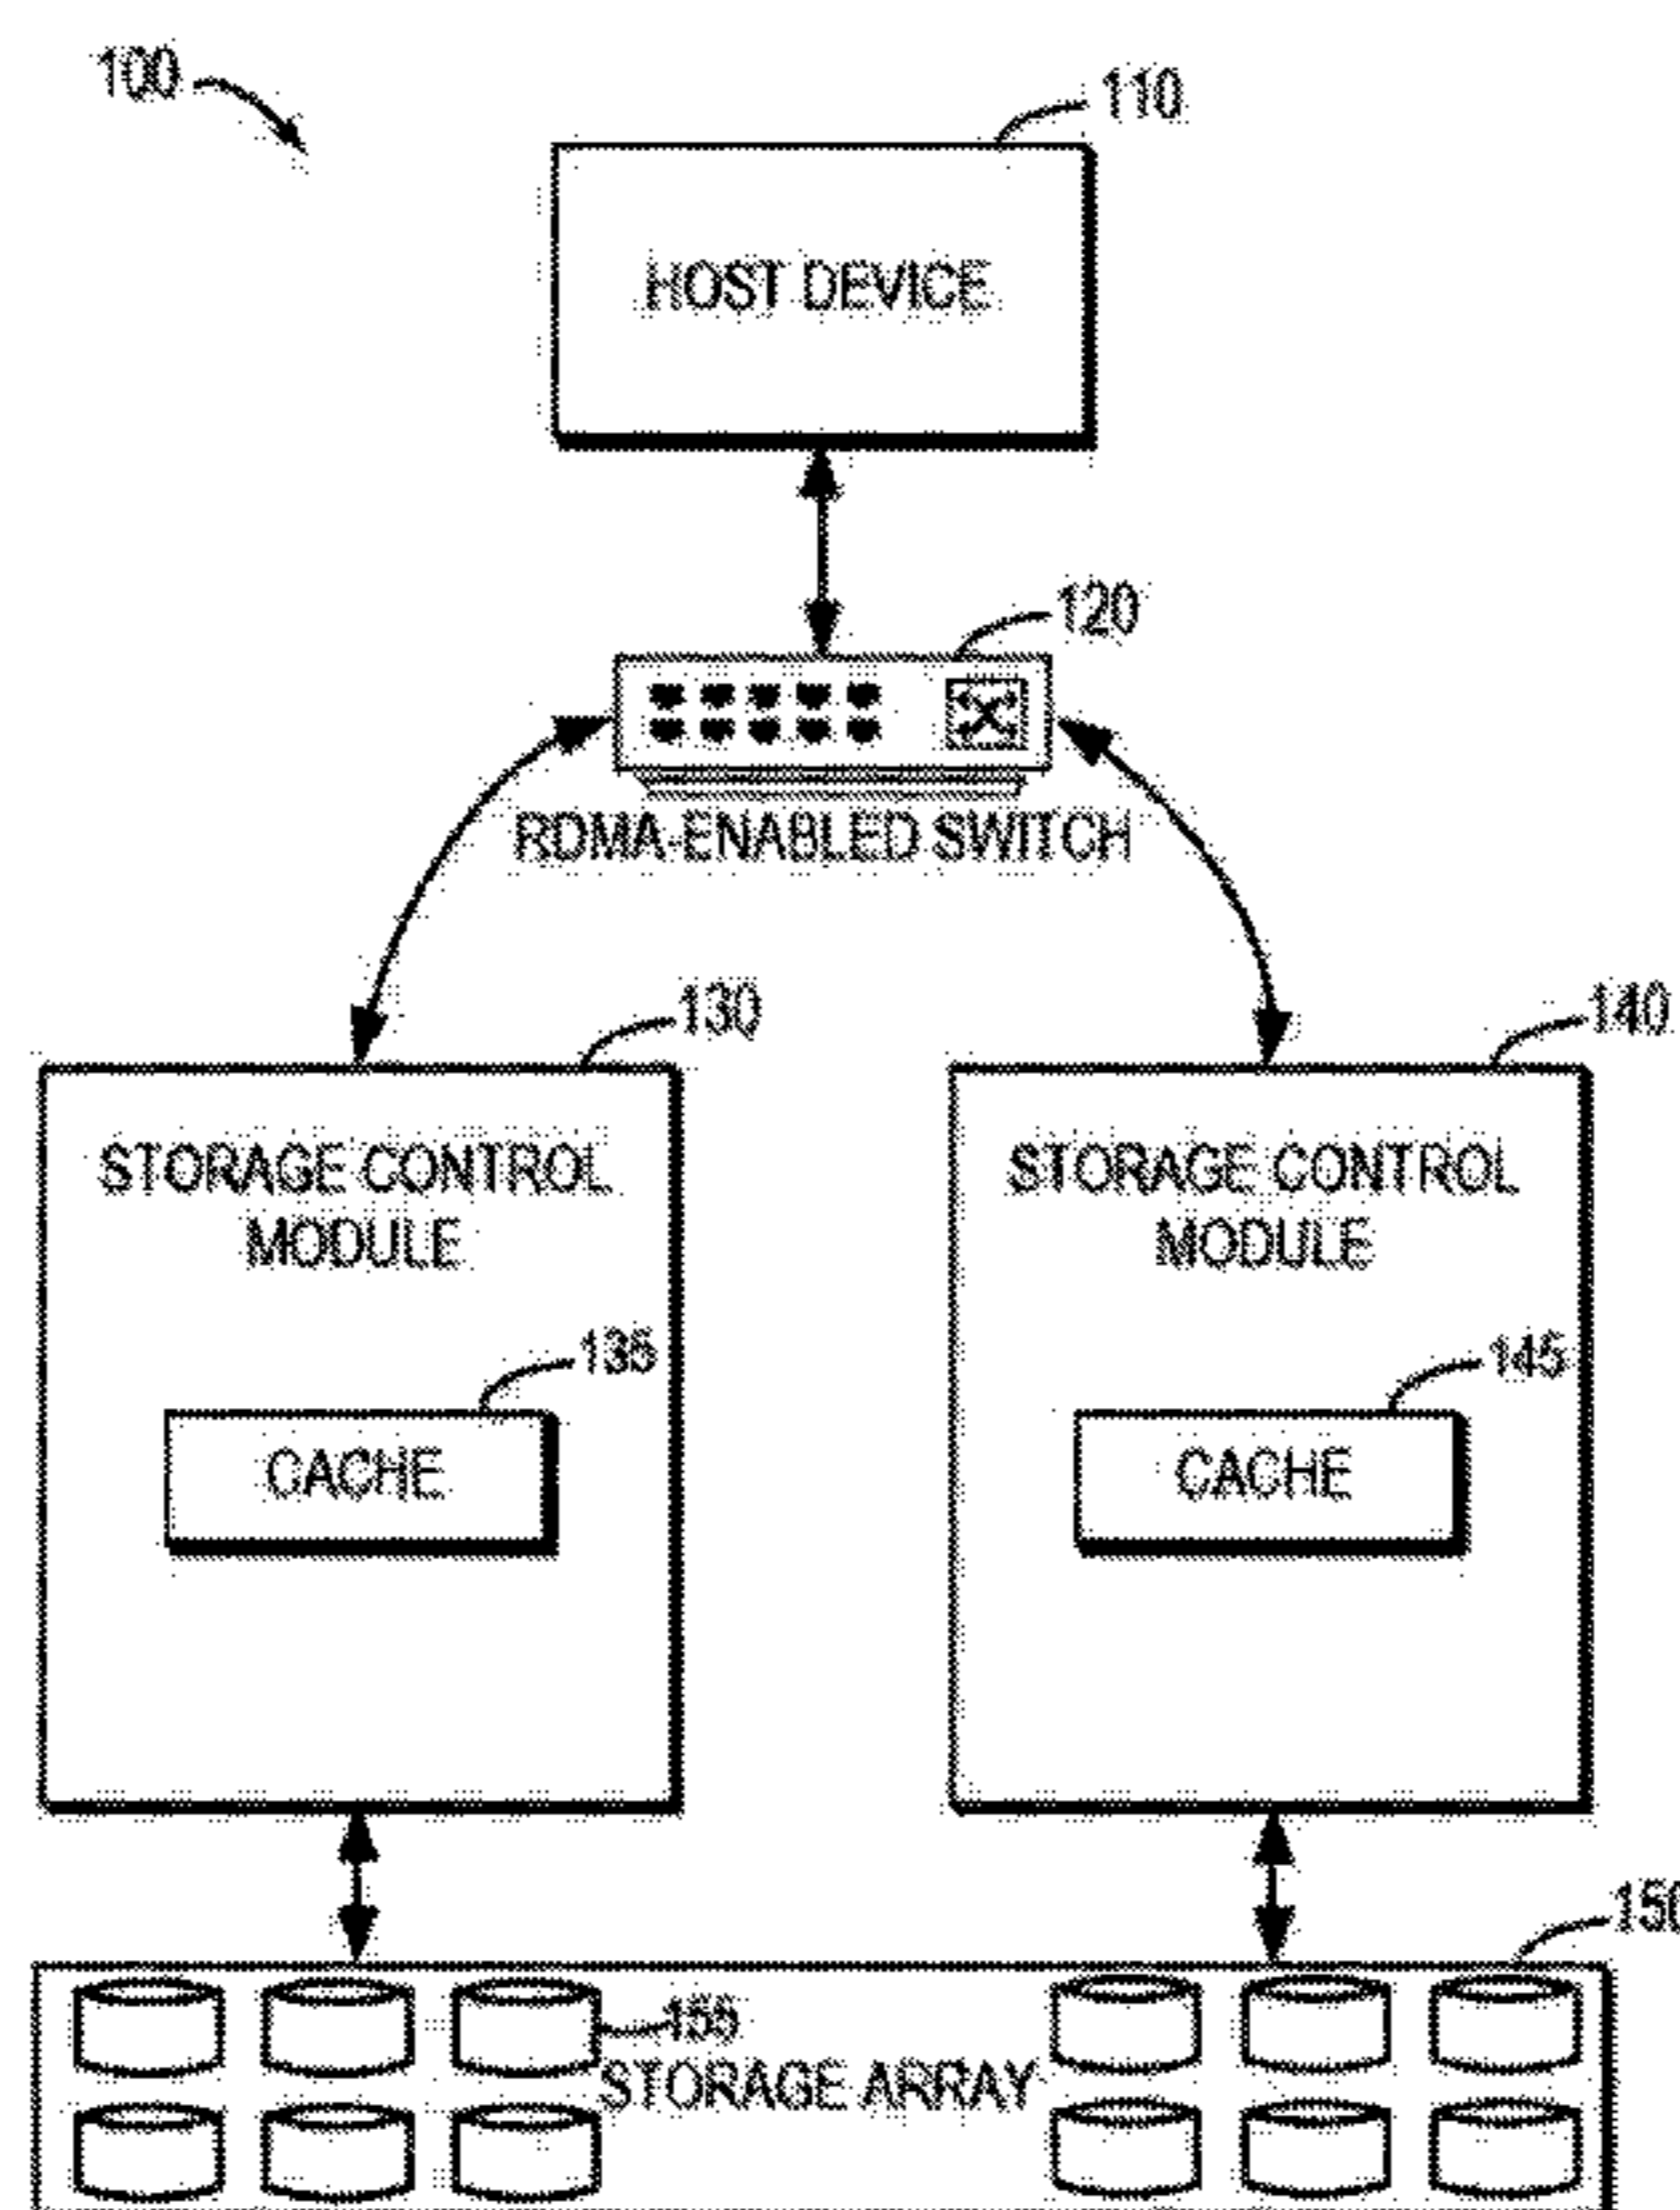 100
110
HOST DEVICE
120
RDMA-ENABLED SWITCH
130
140
STORAGE CONTROL
MODULE
STORAGE CONTROL
MODULE
135
145
CACHE
CACHE
150
155
STORAGE ARRAY